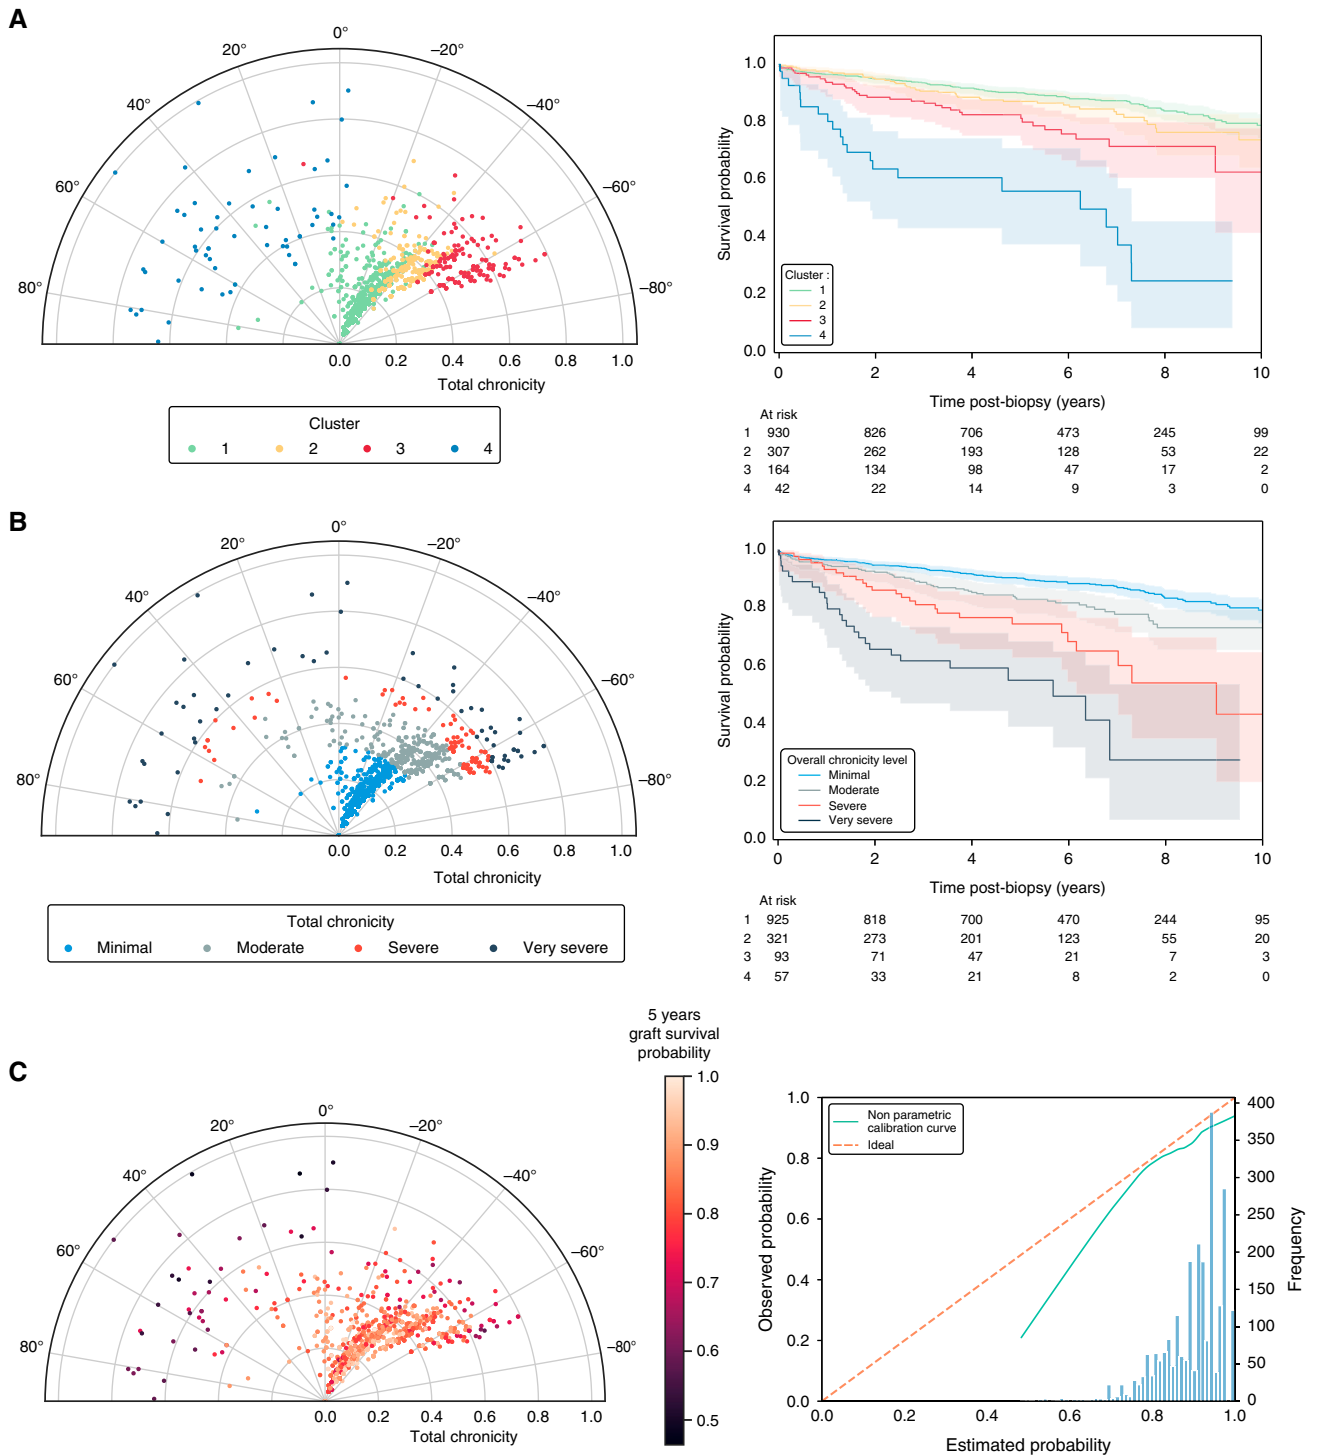 A
0°
20°
–20°
40°
–40°
60°
–60°
80°
–80°
0.0 0.2 0.4 0.6 0.8 1.0
Total chronicity
Cluster
1 2 3 4
Survival probability
1.0
0.8
0.6
0.4
0.2
0.0
Cluster :
1
2
3
4
0 2 4 6 8 10
Time post-biopsy (years)
At risk
1 930 826 706 473 245 99
2 307 262 193 128 53 22
3 164 134 98 47 17 2
4 42 22 14 9 3 0
B
0°
20°
–20°
40°
–40°
60°
–60°
80°
–80°
0.0 0.2 0.4 0.6 0.8 1.0
Total chronicity
Total chronicity
Minimal Moderate Severe Very severe
Survival probability
1.0
0.8
0.6
0.4
0.2
0.0
Overall chronicity level
Minimal
Moderate
Severe
Very severe
0 2 4 6 8 10
Time post-biopsy (years)
At risk
1 925 818 700 470 244 95
2 321 273 201 123 55 20
3 93 71 47 21 7 3
4 57 33 21 8 2 0
C
0°
20°
–20°
40°
–40°
60°
–60°
80°
–80°
0.0 0.2 0.4 0.6 0.8 1.0
Total chronicity
5 years
graft survival
probability
1.0
0.9
0.8
0.7
0.6
0.5
Observed probability
1.0
0.8
0.6
0.4
0.2
0.0
Non parametric
calibration curve
Ideal
400
350
300
250
200
150
100
50
0
Frequency
0.0 0.2 0.4 0.6 0.8 1.0
Estimated probability